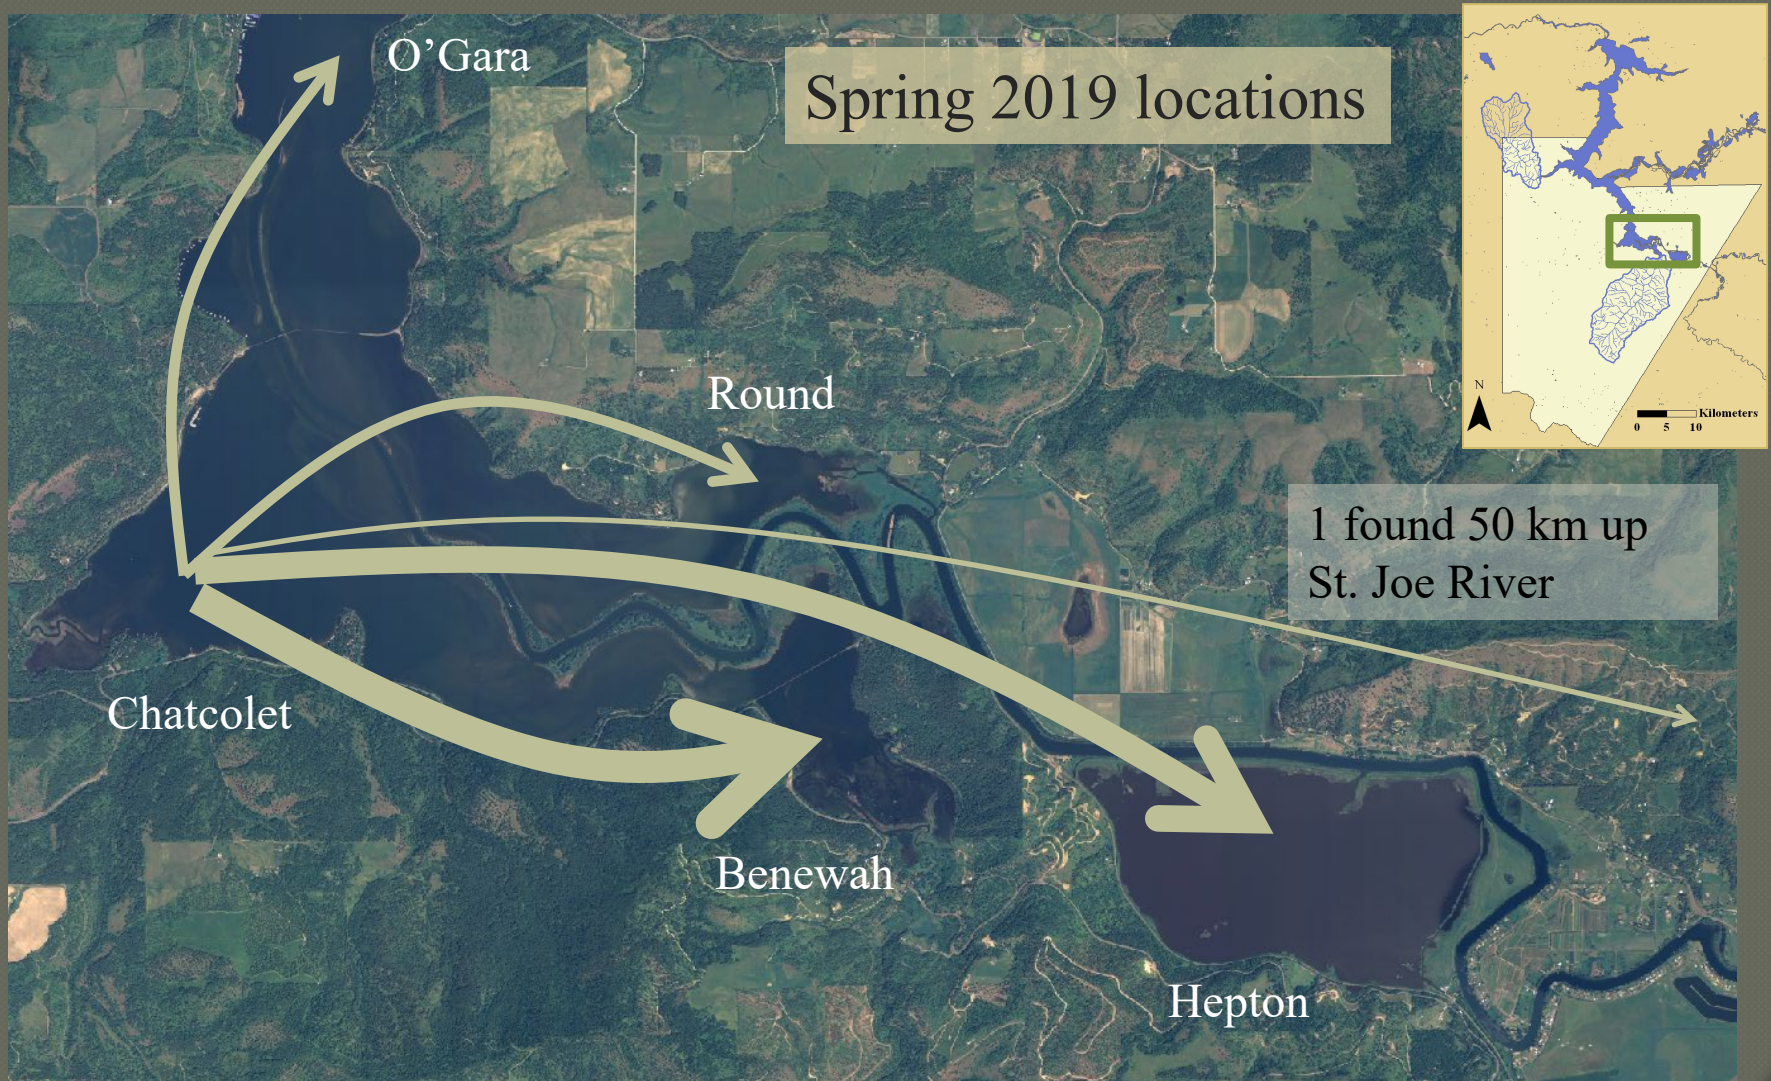 O’Gara
Spring 2019 locations
Round
1 found 50 km up
St. Joe River
Chatcolet
Benewah
Hepton
N
Kilometers
0 5 10